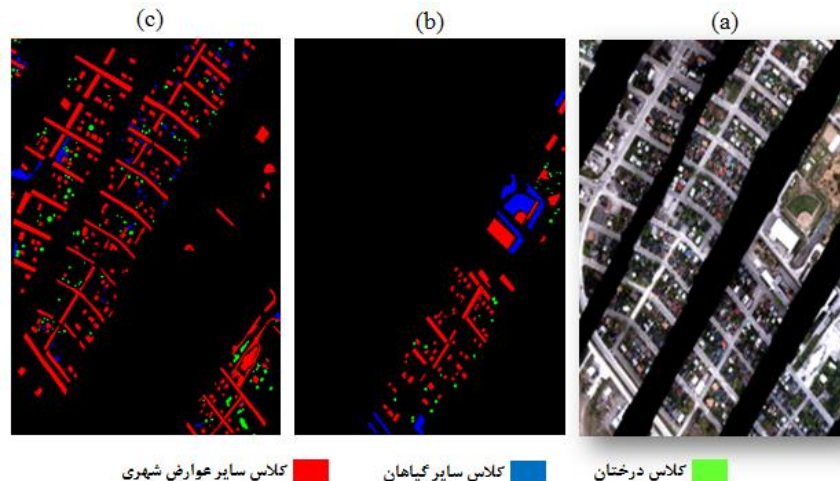 (c) (b) (a)
کلاس درختان کلاس سایر گیاهان کلاس سایر عوارض شهری